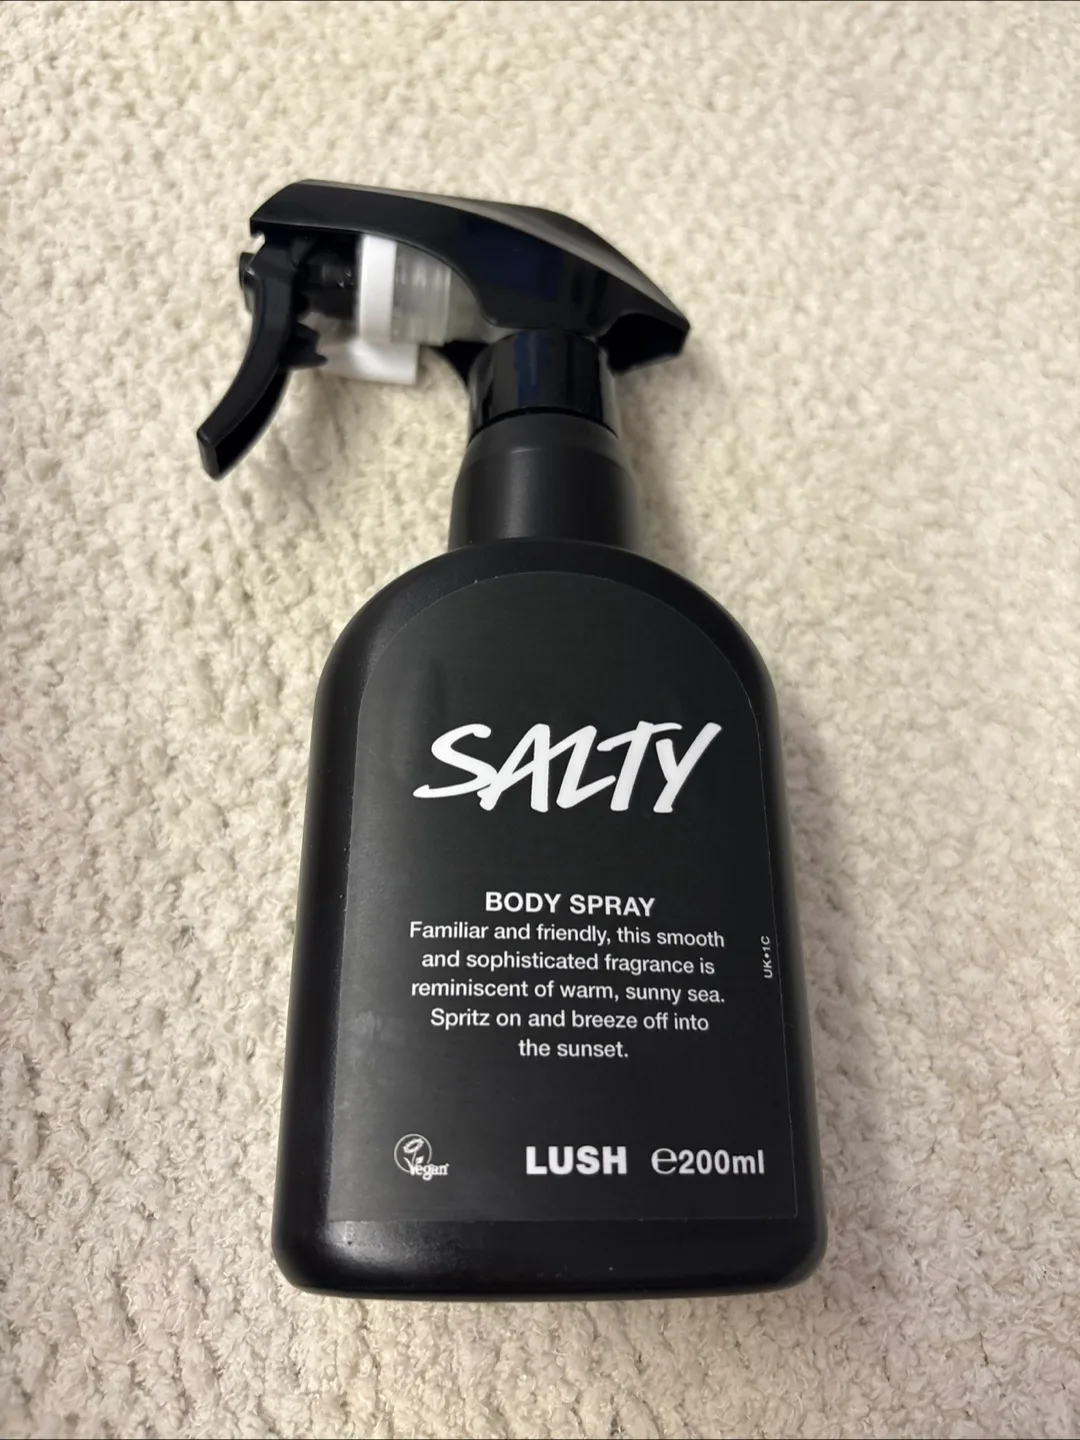 SALTY
BODY SPRAY
Familiar and friendly, this smooth
and sophisticated fragrance is
reminiscent of warm, sunny sea.
Spritz on and breeze off into
the sunset.
UK•1C
Vegan
LUSH ℮200ml